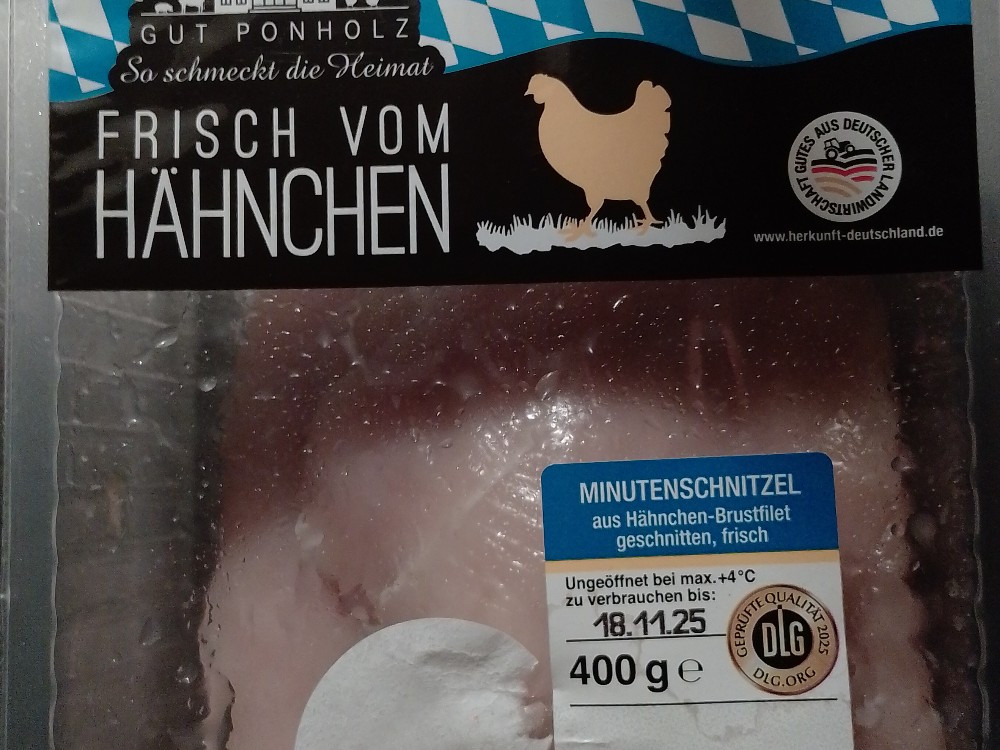 GUT PONHOLZ
So schmeckt die Heimat
FRISCH VOM
HÄHNCHEN
GUTES AUS DEUTSCHER LANDWIRTSCHAFT
www.herkunft-deutschland.de
MINUTENSCHNITZEL
aus Hähnchen-Brustfilet
geschnitten, frisch
Ungeöffnet bei max.+4°C
zu verbrauchen bis:
18.11.25
400 g ℮
GEPRÜFTE QUALITÄT 2025
DLG
DLG.ORG